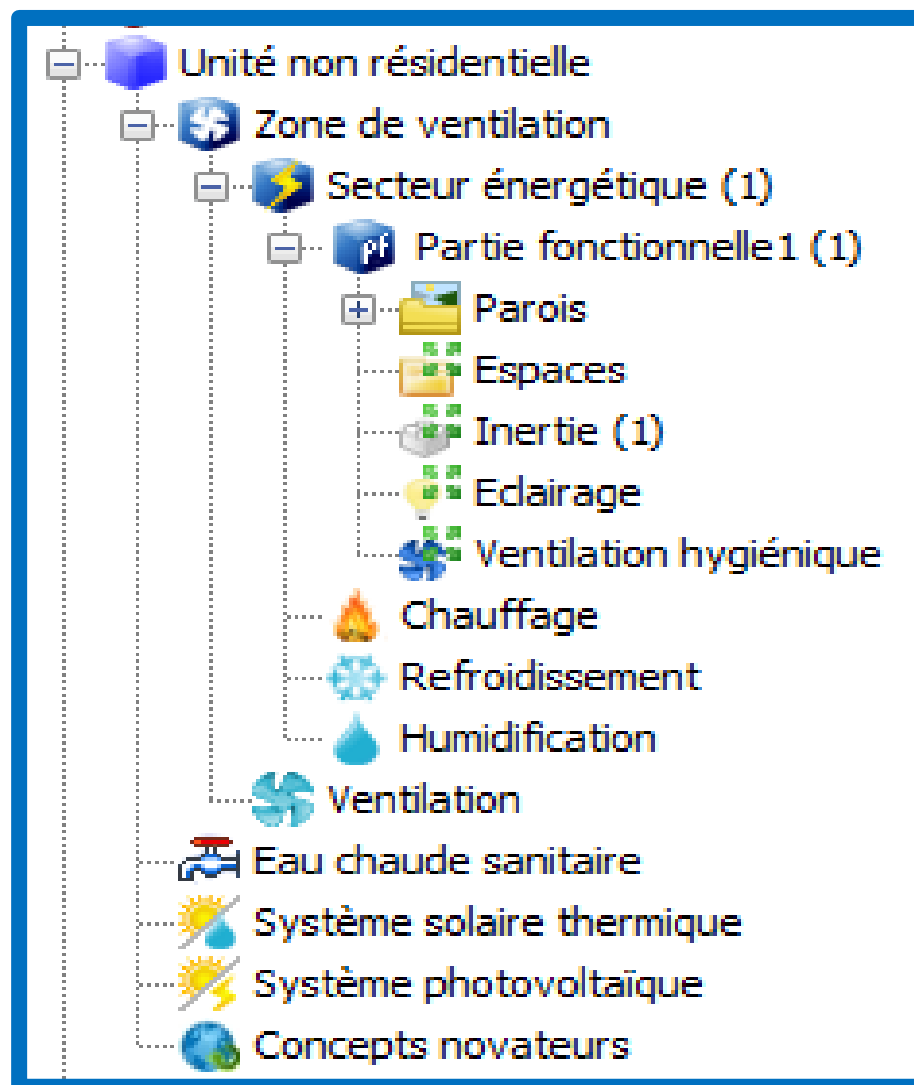 Unité non résidentielle
Zone de ventilation
Secteur énergétique (1)
pf Partie fonctionnelle1 (1)
Parois
Espaces
Inertie (1)
Eclairage
Ventilation hygiénique
Chauffage
Refroidissement
Humidification
Ventilation
Eau chaude sanitaire
Système solaire thermique
Système photovoltaïque
Concepts novateurs